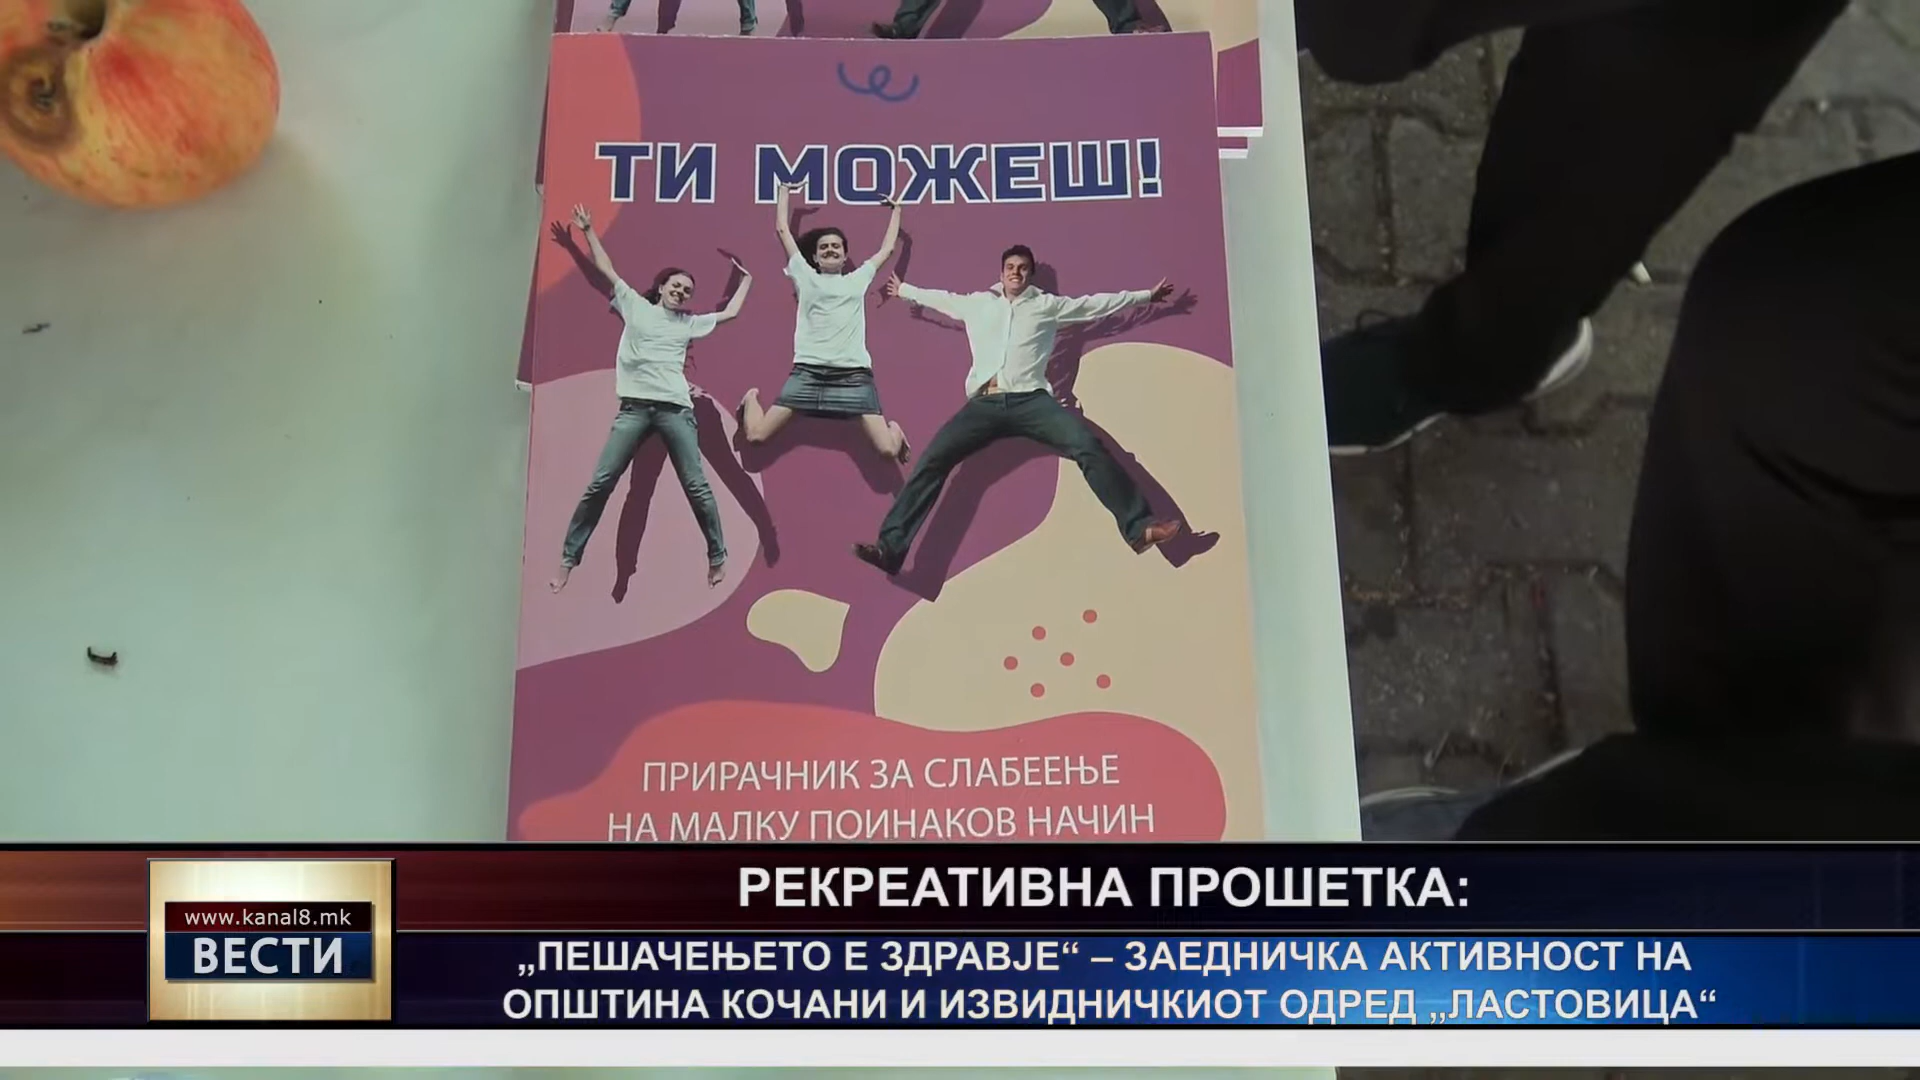 ТИ МОЖЕШ!
ПРИРАЧНИК ЗА СЛАБЕЕЊЕ
НА МАЛКУ ПОИНАКОВ НАЧИН
РЕКРЕАТИВНА ПРОШЕТКА:
www.kanal8.mk
ВЕСТИ
„ПЕШАЧЕЊЕТО Е ЗДРАВЈЕ“ – ЗАЕДНИЧКА АКТИВНОСТ НА
ОПШТИНА КОЧАНИ И ИЗВИДНИЧКИОТ ОДРЕД „ЛАСТОВИЦА“